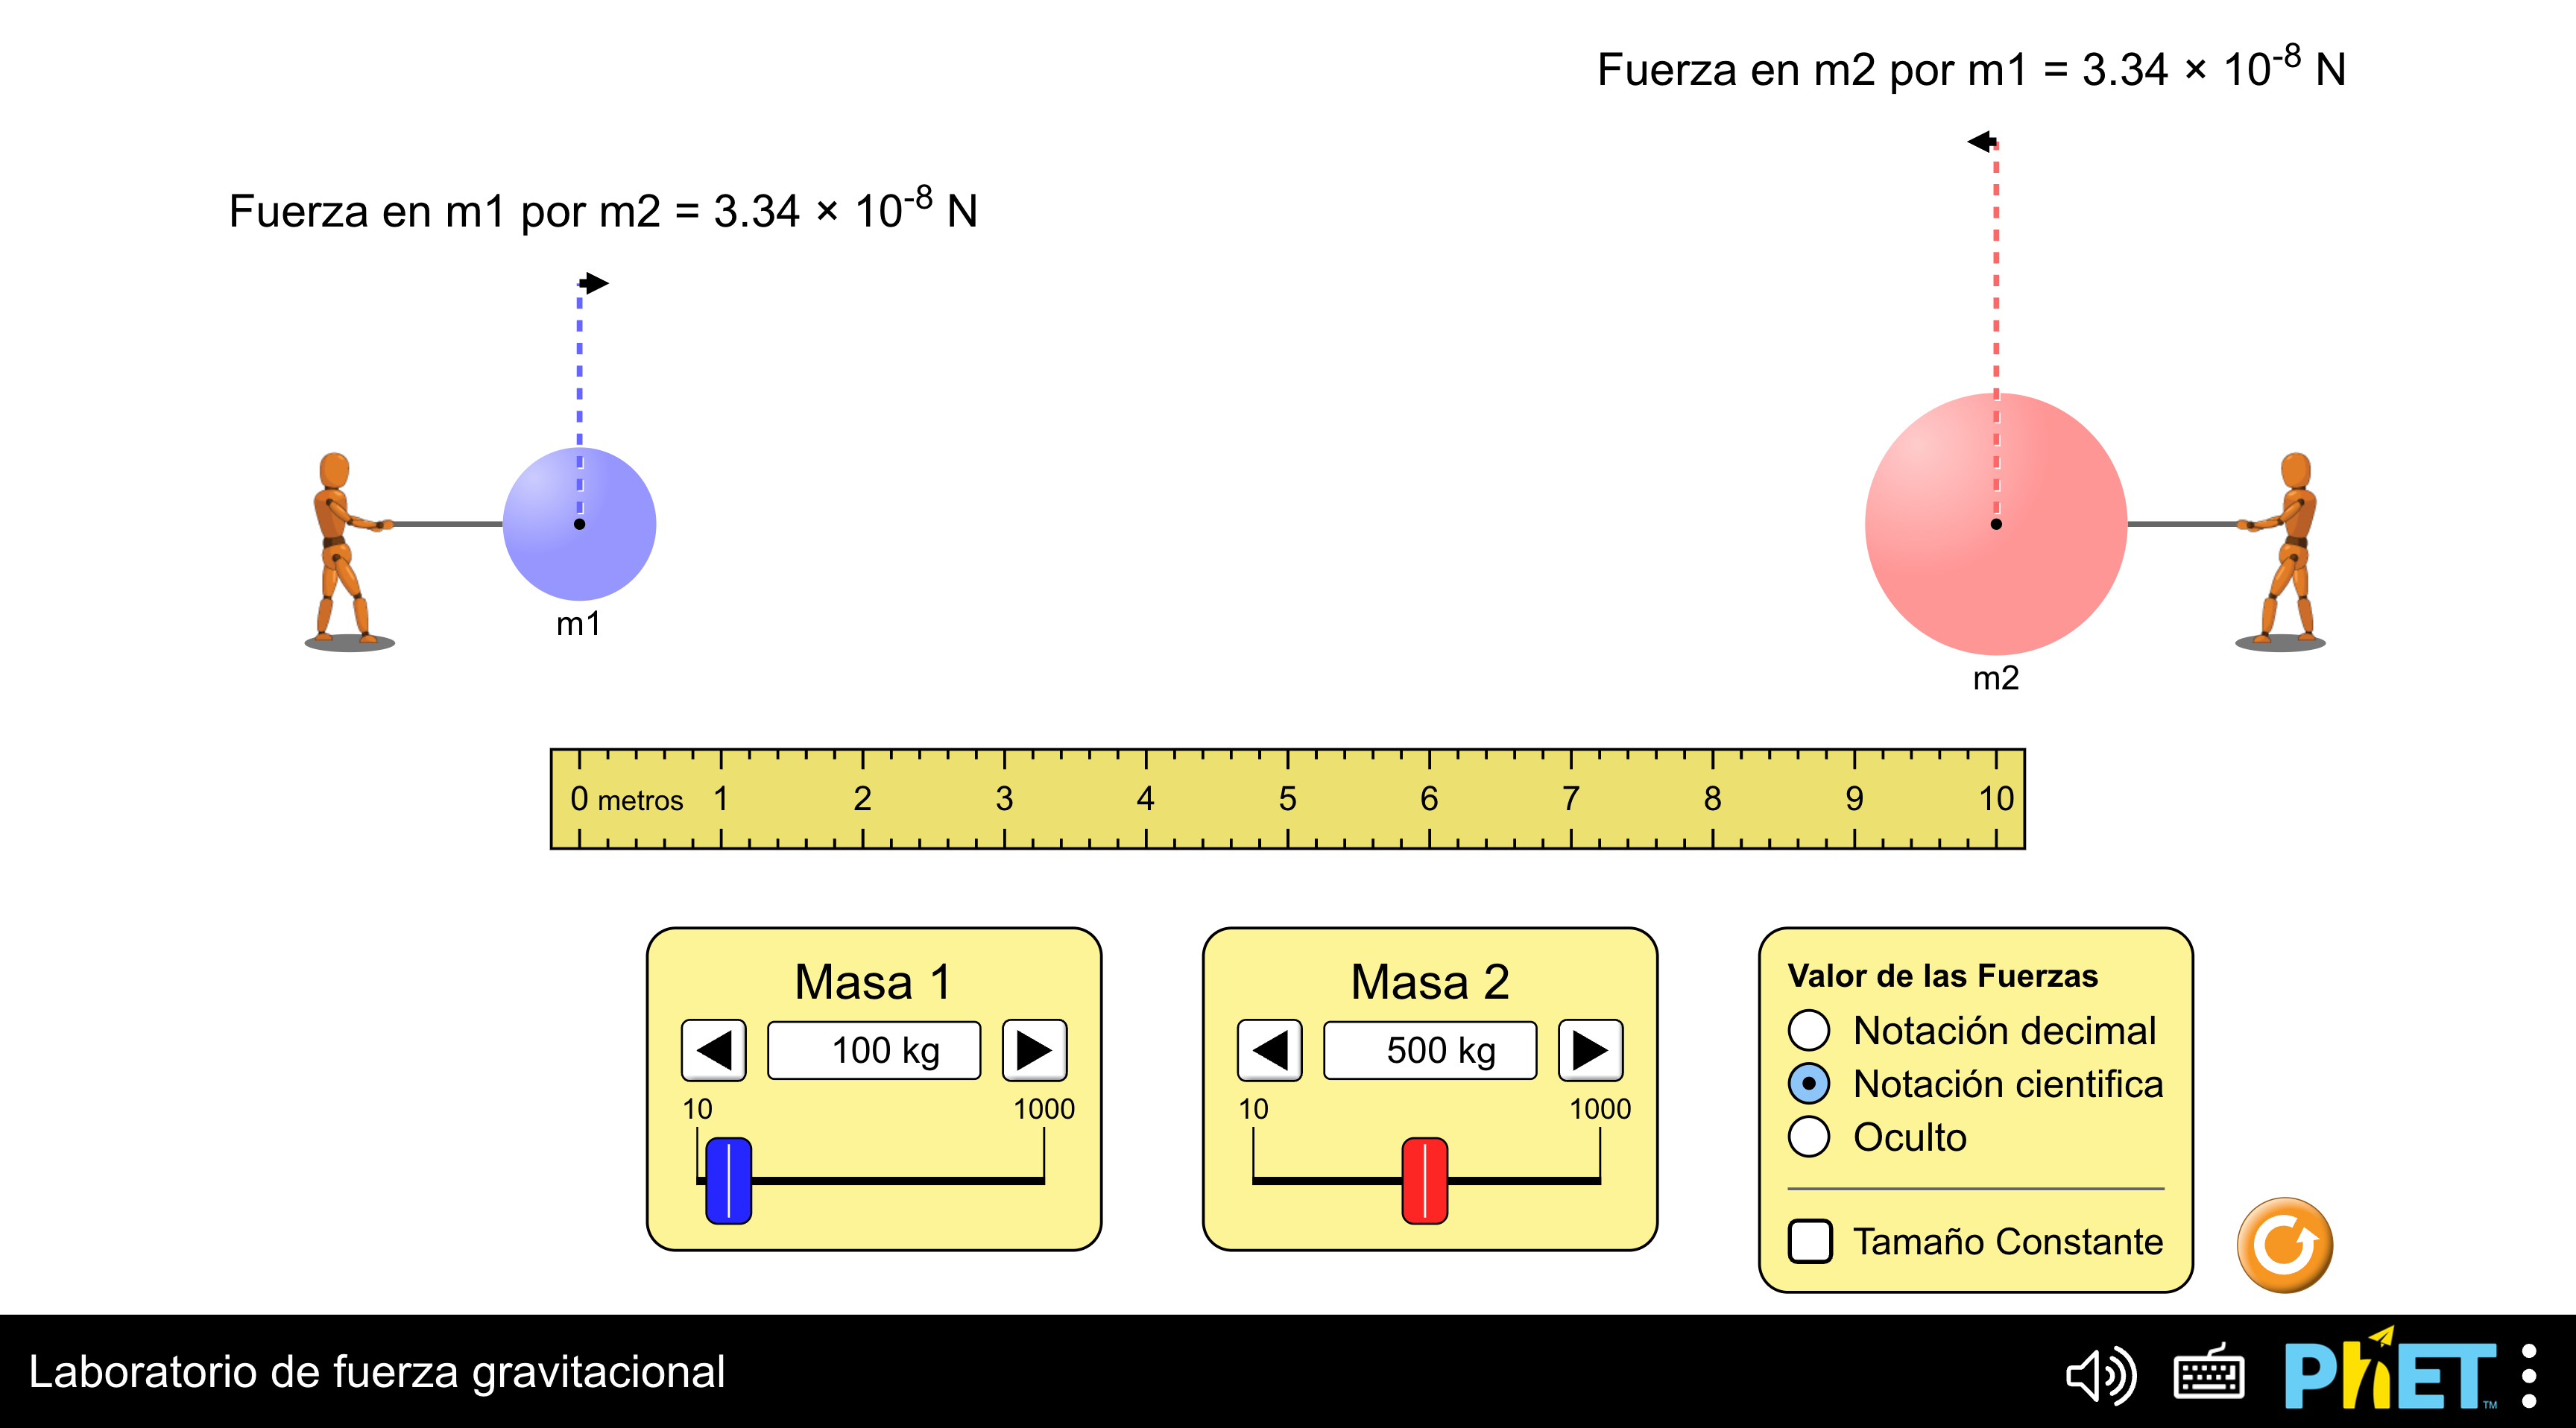 Fuerza en m2 por m1 = 3.34 × 10⁻⁸ N
Fuerza en m1 por m2 = 3.34 × 10⁻⁸ N
m1
m2
0 metros 1 2 3 4 5 6 7 8 9 10
Masa 1
100 kg
10 1000
Masa 2
500 kg
10 1000
Valor de las Fuerzas
Notación decimal
Notación cientifica
Oculto
Tamaño Constante
Laboratorio de fuerza gravitacional
PhET™